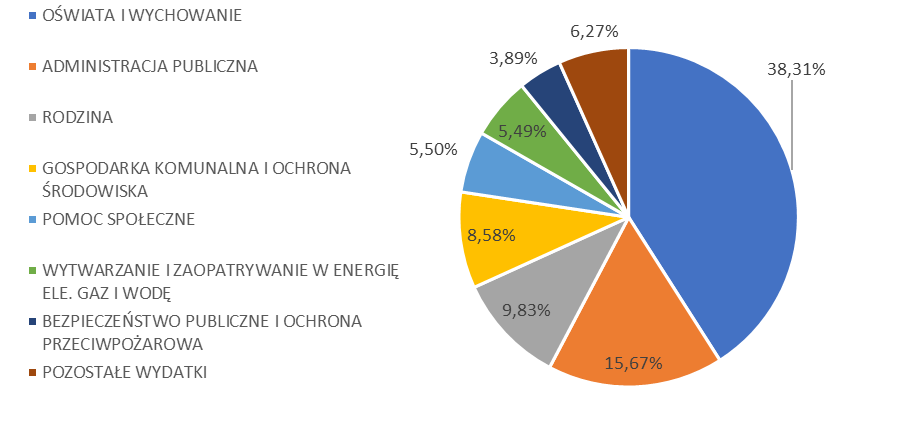 OŚWIATA I WYCHOWANIE
ADMINISTRACJA PUBLICZNA
RODZINA
GOSPODARKA KOMUNALNA I OCHRONA
ŚRODOWISKA
POMOC SPOŁECZNE
WYTWARZANIE I ZAOPATRYWANIE W ENERGIĘ
ELE. GAZ I WODĘ
BEZPIECZEŃSTWO PUBLICZNE I OCHRONA
PRZECIWPOŻAROWA
POZOSTAŁE WYDATKI
38,31%
15,67%
9,83%
8,58%
5,50%
5,49%
3,89%
6,27%